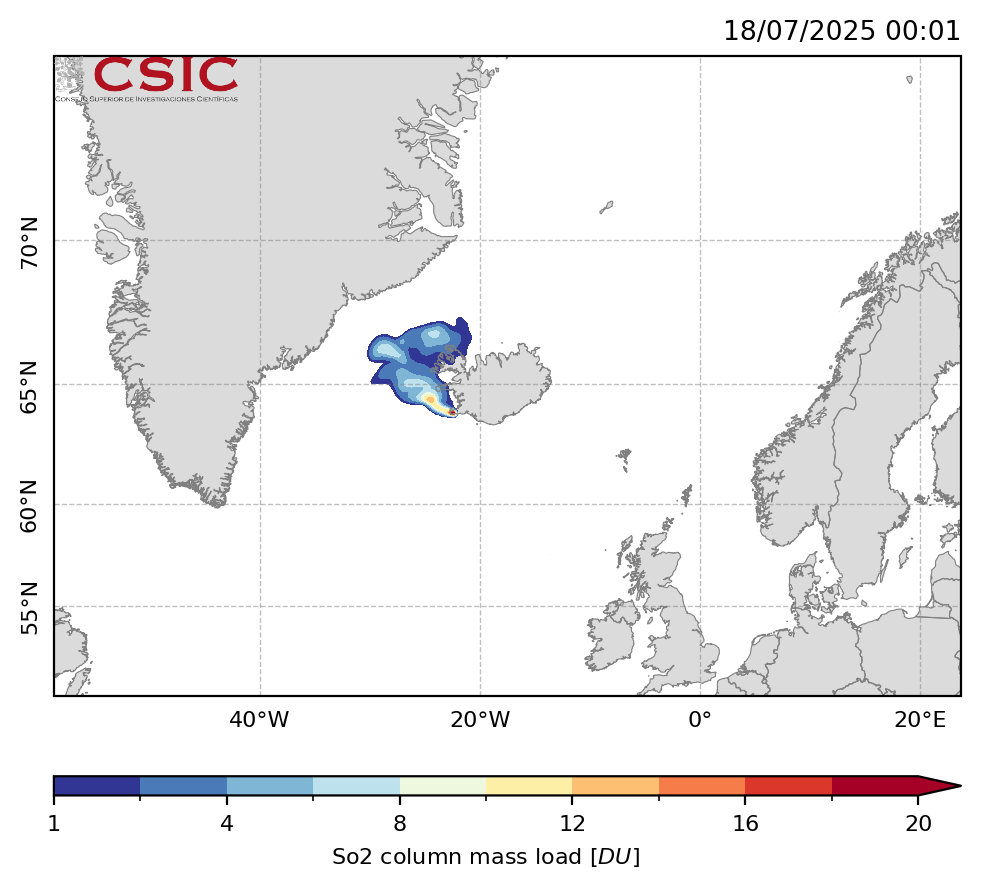 18/07/2025 00:01
CSIC
CONSEJO SUPERIOR DE INVESTIGACIONES CIENTÍFICAS
70°N
65°N
60°N
55°N
40°W 20°W 0° 20°E
1 4 8 12 16 20
So2 column mass load [DU]